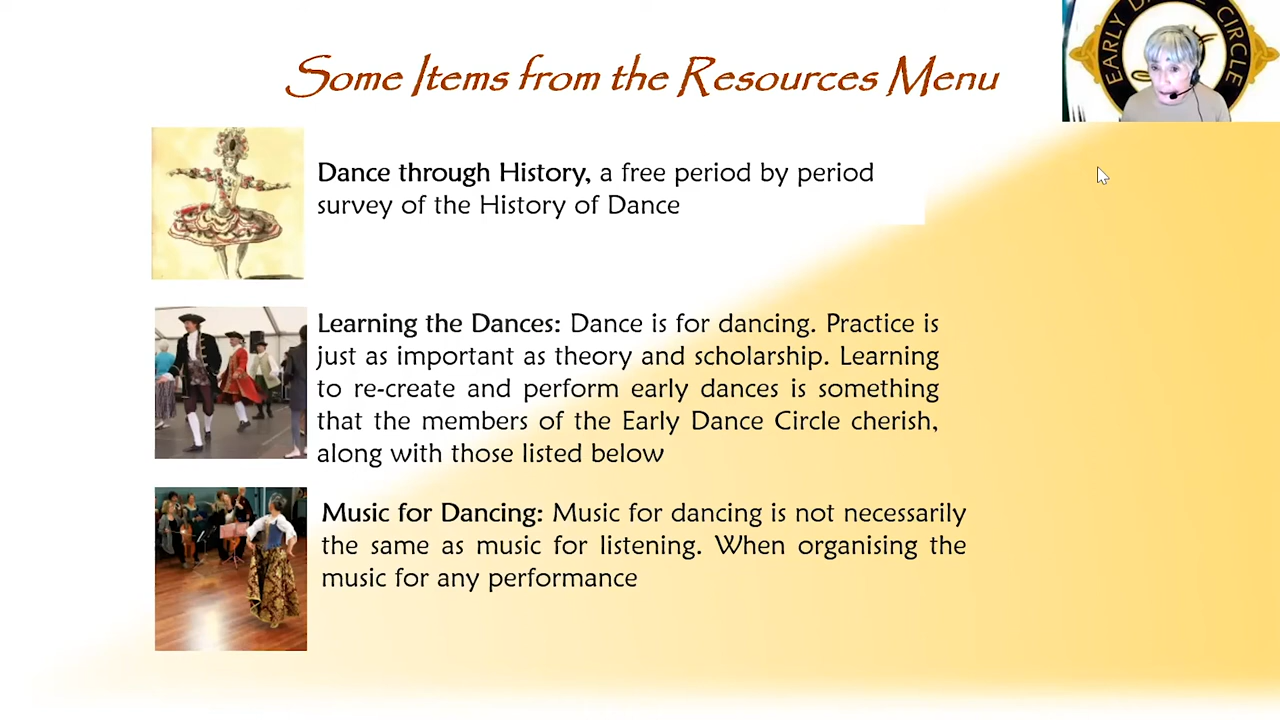 Some Items from the Resources Menu
EARLY D
CIRCLE
Dance through History, a free period by period
survey of the History of Dance
Learning the Dances: Dance is for dancing. Practice is
just as important as theory and scholarship. Learning
to re-create and perform early dances is something
that the members of the Early Dance Circle cherish,
along with those listed below
Music for Dancing: Music for dancing is not necessarily
the same as music for listening. When organising the
music for any performance